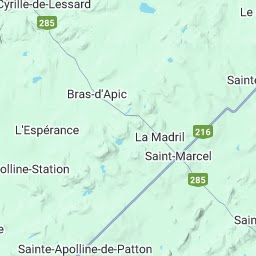 Cyrille-de-Lessard
Le
285
Sainte
Bras-d'Apic
L'Espérance
La Madril
216
Saint-Marcel
polline-Station
285
Sain
e
Sainte-Apolline-de-Patton